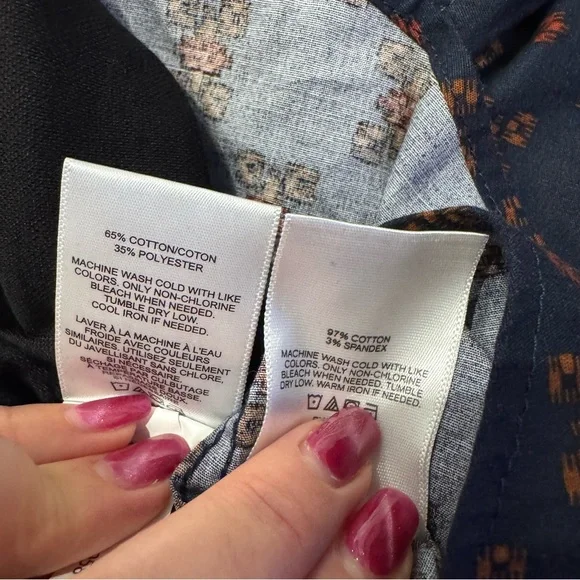 65% COTTON/COTON
35% POLYESTER
MACHINE WASH COLD WITH LIKE
COLORS. ONLY NON-CHLORINE
BLEACH WHEN NEEDED.
TUMBLE DRY LOW
COOL IRON IF NEEDED.
LAVER À LA MACHINE À L'EAU
FROIDE AVEC COULEURS
SIMILAIRES. UTILISEZ SEULEMENT
DU JAVELLISANT SANS CHLORE,
SI NÉCESSAIRE. CULBUTAGE
97% COTTON
3% SPANDEX
MACHINE WASH COLD WITH LIKE
COLORS. ONLY NON-CHLORINE
BLEACH WHEN NEEDED. TUMBLE
DRY LOW. WARM IRON IF NEEDED.